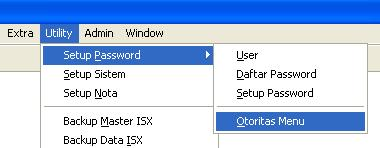 Extra Utility Admin Window
Setup Password
Setup Sistem
Setup Nota
Backup Master ISX
Backup Data ISX
User
Daftar Password
Setup Password
Otoritas Menu